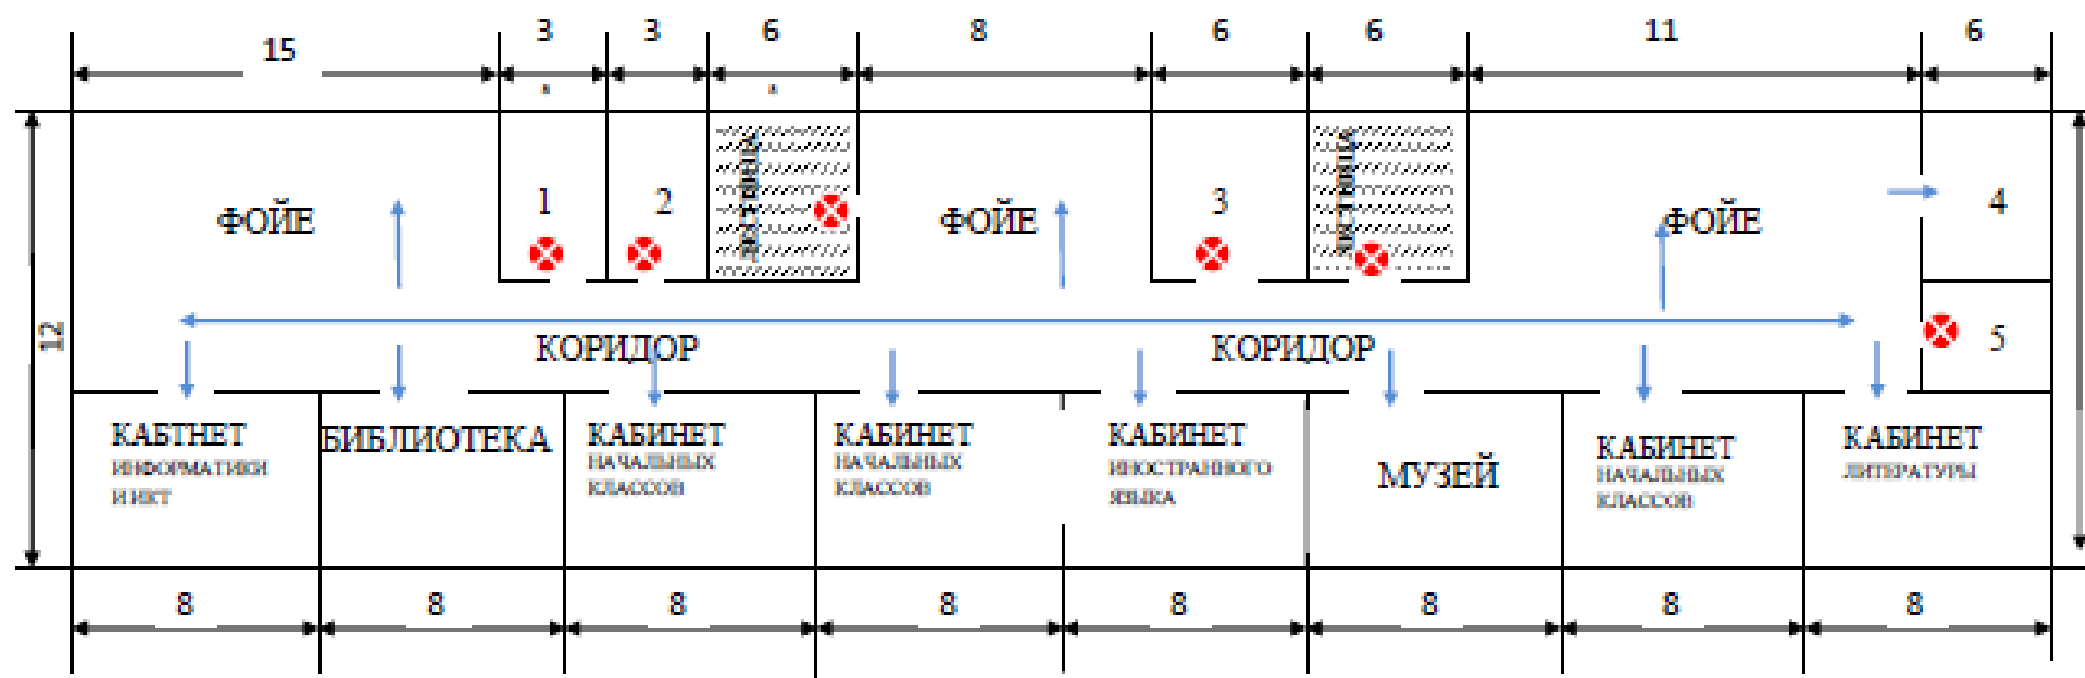 15 3 3 6 8 6 6 11 6
ФОЙЕ
1
2
ЛЕСТНИЦА
ФОЙЕ
3
ЛЕСТНИЦА
ФОЙЕ
4
12
КОРИДОР
КОРИДОР
5
КАБТНЕТ
ИНФОРМАТИКИ
И ИКТ
БИБЛИОТЕКА
КАБИНЕТ
НАЧАЛЬНЫХ
КЛАССОВ
КАБИНЕТ
НАЧАЛЬНЫХ
КЛАССОВ
КАБИНЕТ
ИНОСТРАННОГО
ЯЗЫКА
МУЗЕЙ
КАБИНЕТ
НАЧАЛЬНЫХ
КЛАССОВ
КАБИНЕТ
ЛИТЕРАТУРЫ
8 8 8 8 8 8 8 8